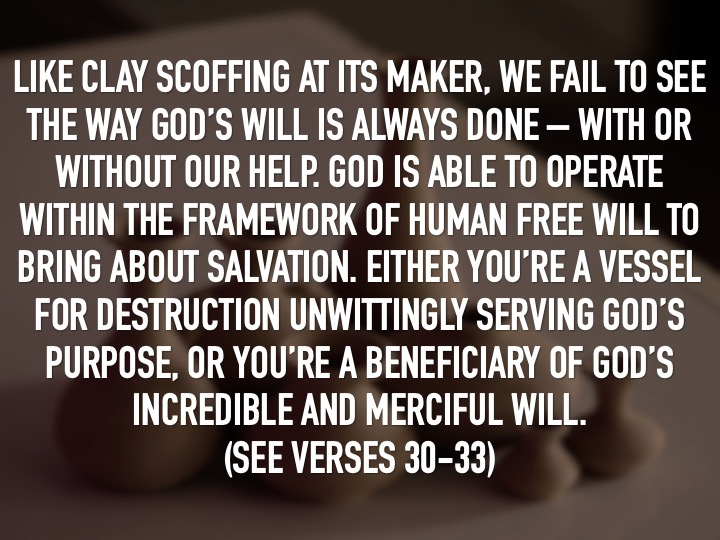 LIKE CLAY SCOFFING AT ITS MAKER, WE FAIL TO SEE
THE WAY GOD'S WILL IS ALWAYS DONE – WITH OR
WITHOUT OUR HELP. GOD IS ABLE TO OPERATE
WITHIN THE FRAMEWORK OF HUMAN FREE WILL TO
BRING ABOUT SALVATION. EITHER YOU'RE A VESSEL
FOR DESTRUCTION UNWITTINGLY SERVING GOD'S
PURPOSE, OR YOU'RE A BENEFICIARY OF GOD'S
INCREDIBLE AND MERCIFUL WILL.
(SEE VERSES 30-33)